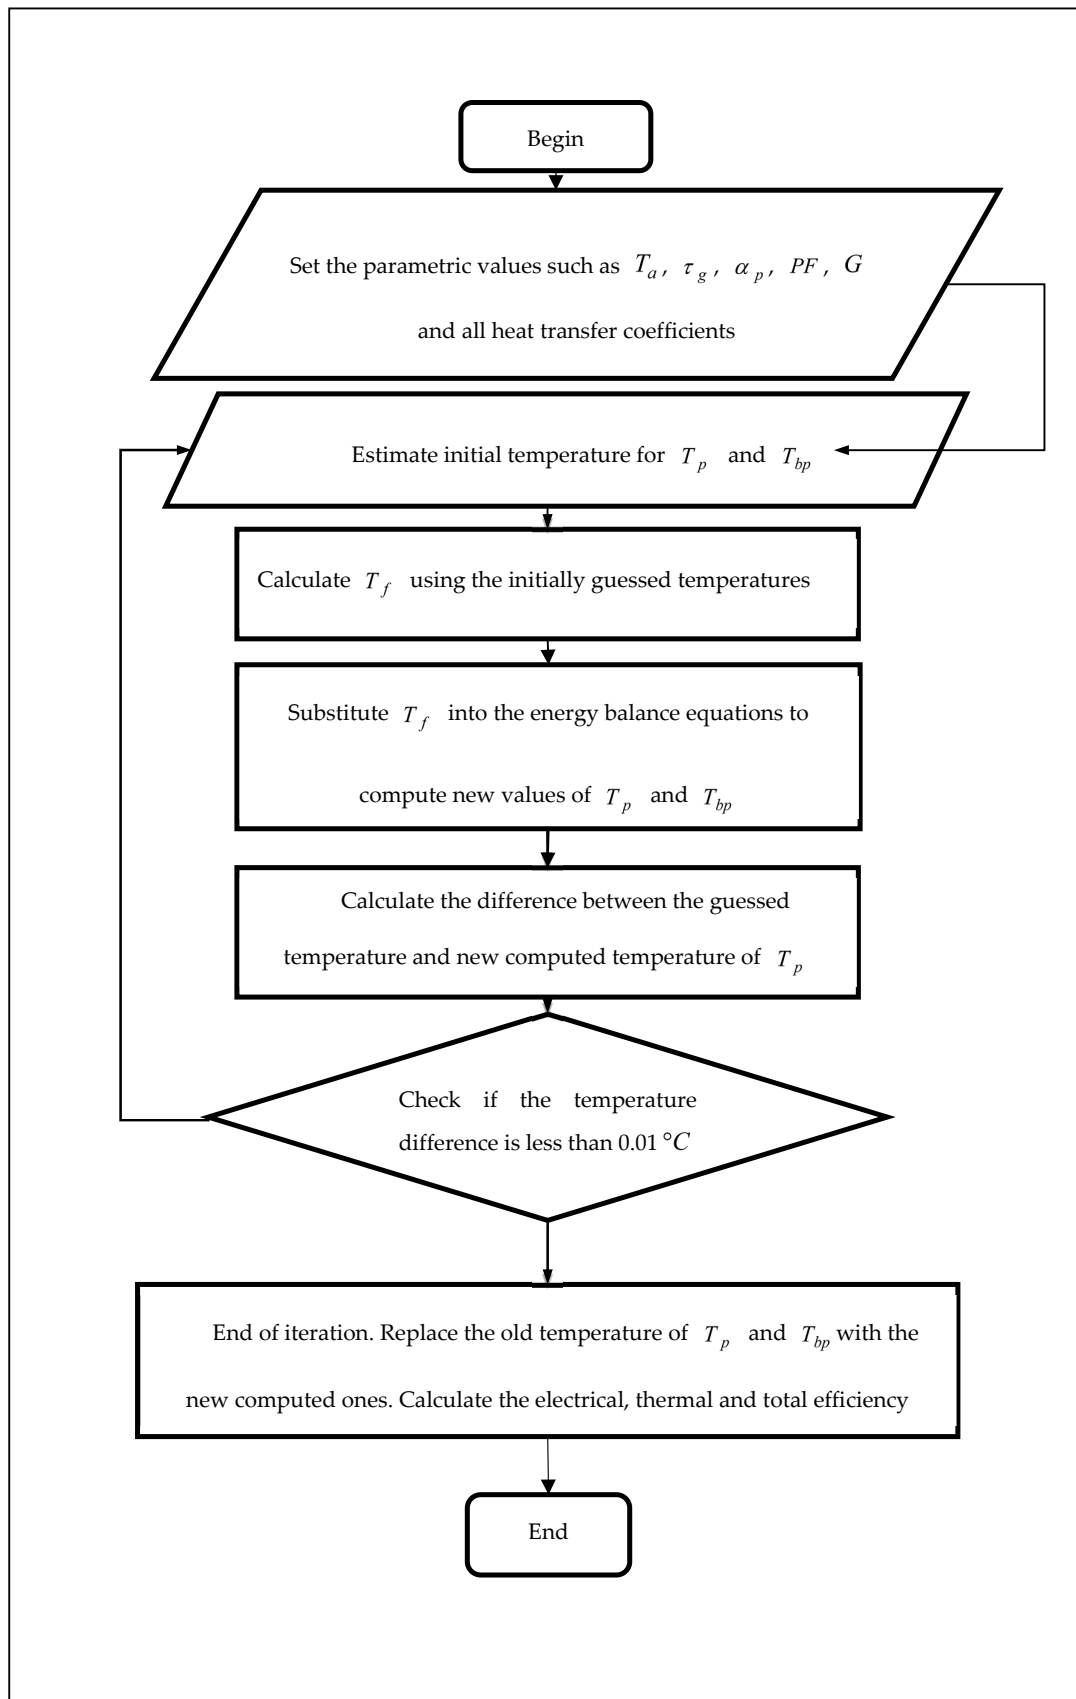 Begin
Set the parametric values such as T_a, τ_g, α_p, PF, G
and all heat transfer coefficients
Estimate initial temperature for T_p and T_bp
Calculate T_f using the initially guessed temperatures
Substitute T_f into the energy balance equations to
compute new values of T_p and T_bp
Calculate the difference between the guessed
temperature and new computed temperature of T_p
Check if the temperature
difference is less than 0.01 °C
End of iteration. Replace the old temperature of T_p and T_bp with the
new computed ones. Calculate the electrical, thermal and total efficiency
End